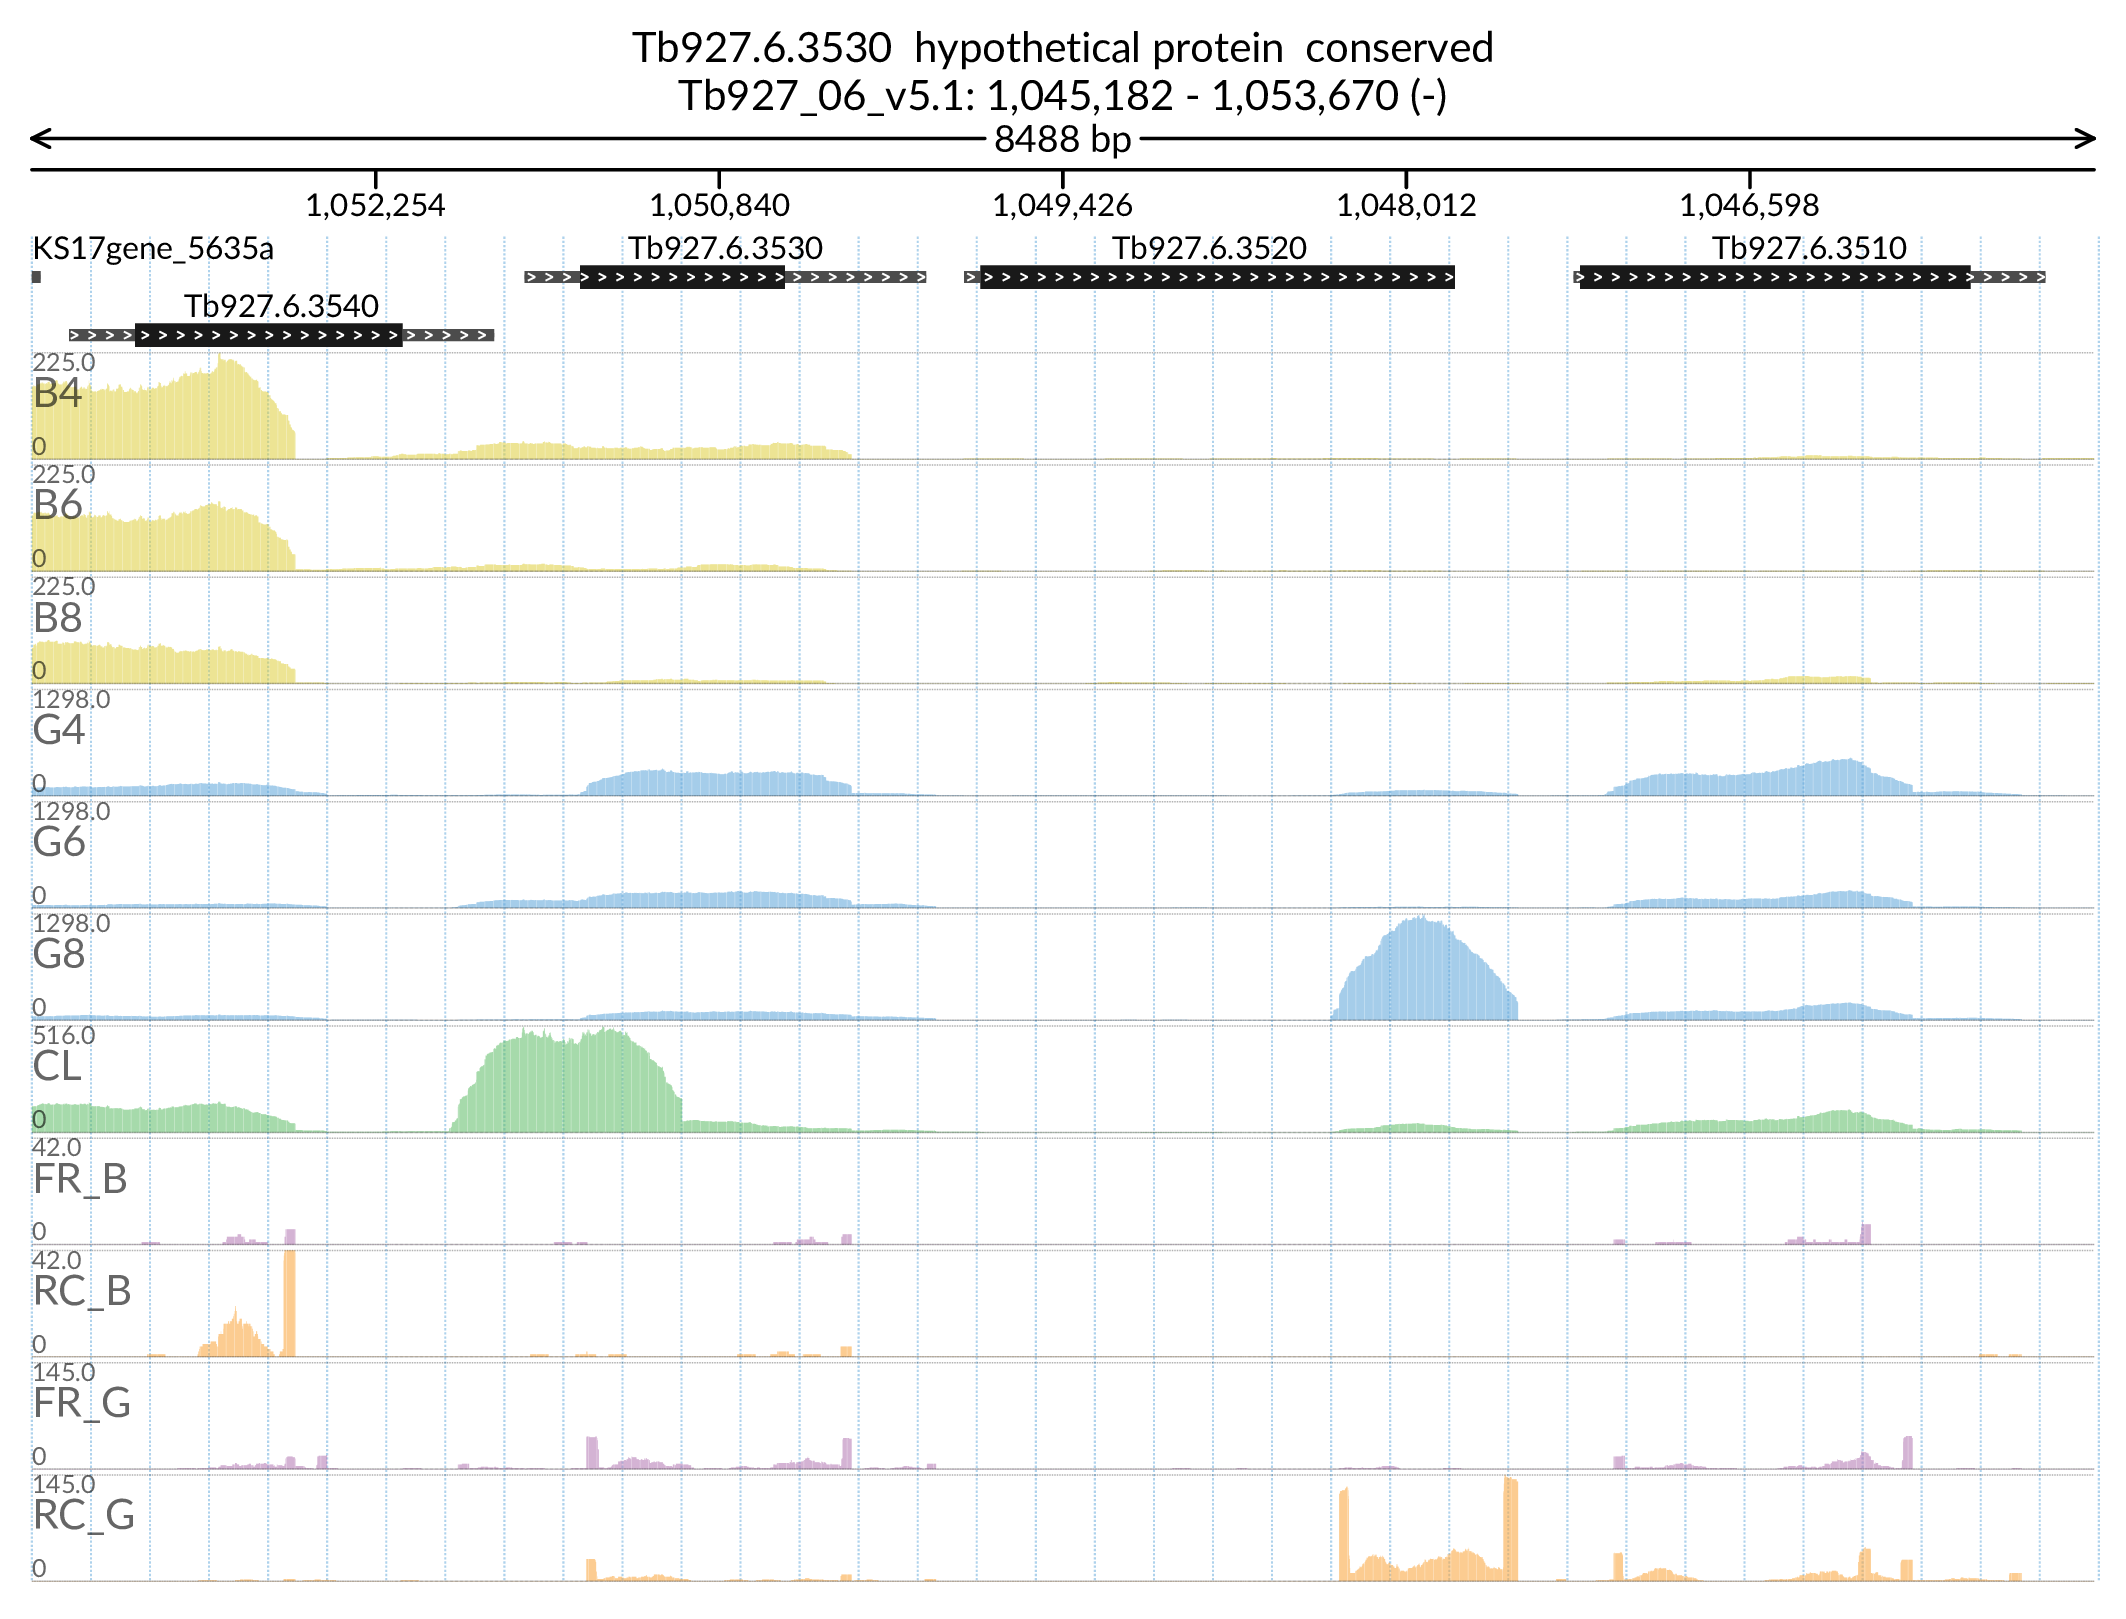 Tb927.6.3530 hypothetical protein conserved
Tb927_06_v5.1: 1,045,182 - 1,053,670 (-)
8488 bp
1,052,254 1,050,840 1,049,426 1,048,012 1,046,598
KS17gene_5635a Tb927.6.3530 Tb927.6.3520 Tb927.6.3510
Tb927.6.3540
225.0
B4
0
225.0
B6
0
225.0
B8
0
1298.0
G4
0
1298.0
G6
0
1298.0
G8
0
516.0
CL
0
42.0
FR_B
0
42.0
RC_B
0
145.0
FR_G
0
145.0
RC_G
0